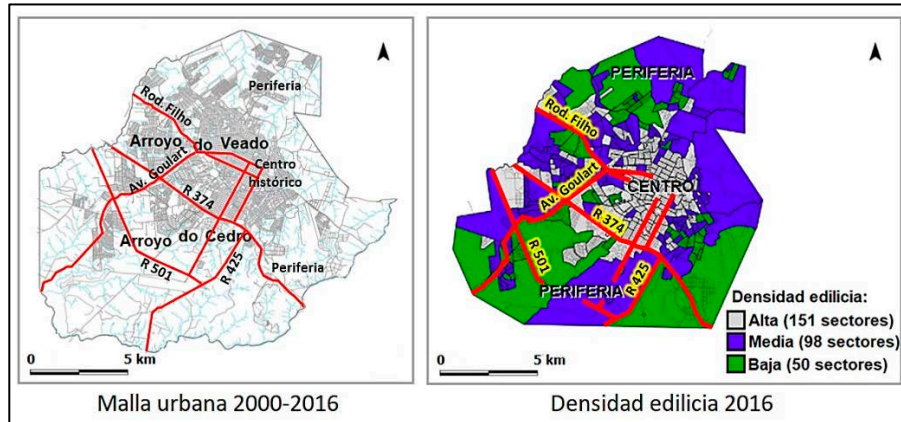 Periferia
Rod. Filho
Arroyo do Veado
Centro
histórico
Av. Goulart
R 374
Arroyo do Cedro
R 501
R 425
Periferia
0 5 km
Malla urbana 2000-2016
PERIFERIA
Rod. Filho
CENTRO
Av. Goulart
R 374
R 501
R 425
PERIFERIA
Densidad edilicia:
Alta (151 sectores)
Media (98 sectores)
Baja (50 sectores)
0 5 km
Densidad edilicia 2016